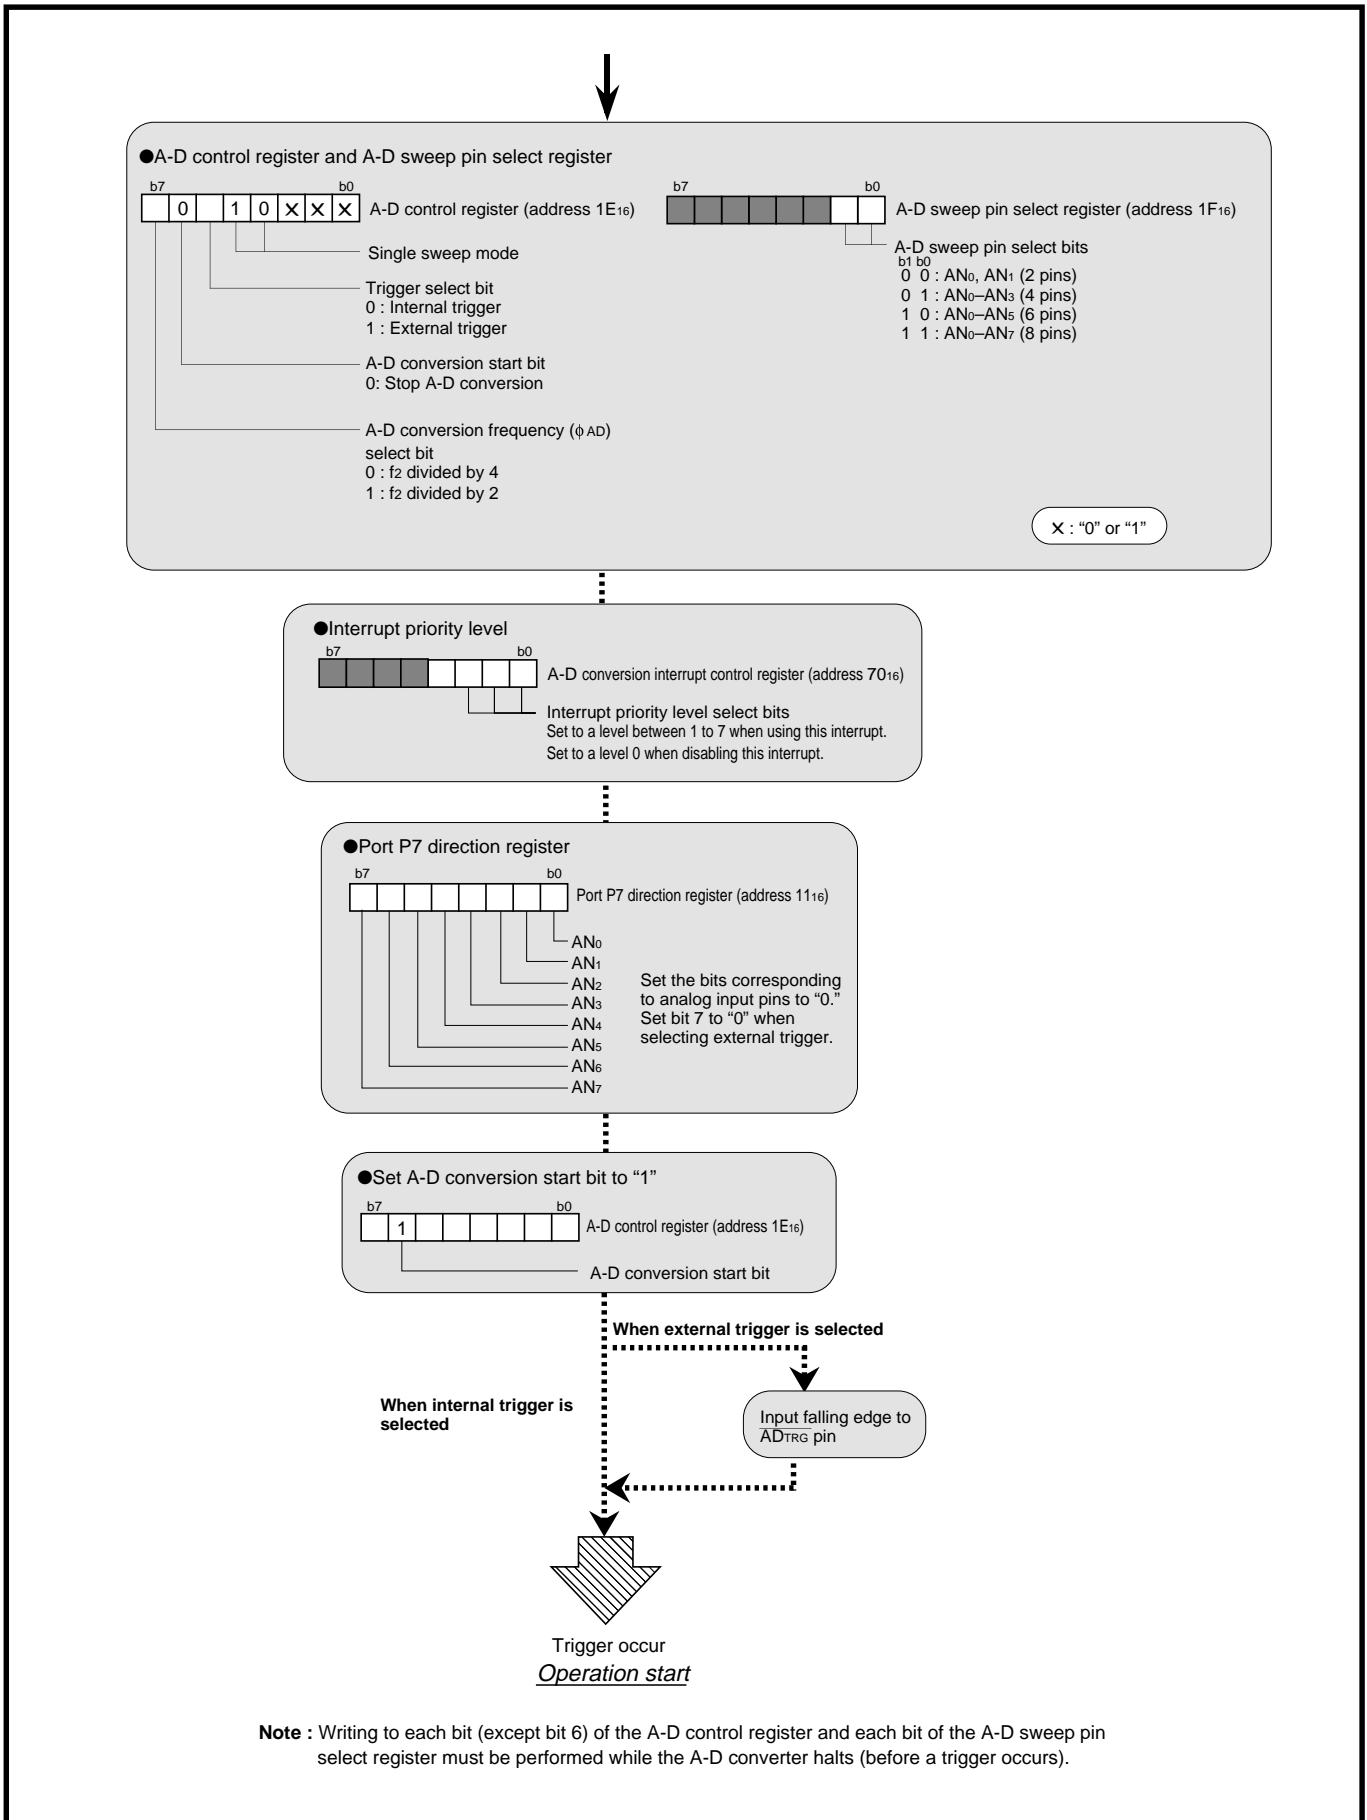 ●A-D control register and A-D sweep pin select register
b7 b0
0 1 0 × × × A-D control register (address 1E16)
Single sweep mode
Trigger select bit
0 : Internal trigger
1 : External trigger
A-D conversion start bit
0: Stop A-D conversion
A-D conversion frequency (ϕ AD)
select bit
0 : f2 divided by 4
1 : f2 divided by 2
b7 b0
A-D sweep pin select register (address 1F16)
A-D sweep pin select bits
b1 b0
0 0 : AN0, AN1 (2 pins)
0 1 : AN0–AN3 (4 pins)
1 0 : AN0–AN5 (6 pins)
1 1 : AN0–AN7 (8 pins)
× : “0” or “1”
●Interrupt priority level
b7 b0
A-D conversion interrupt control register (address 7016)
Interrupt priority level select bits
Set to a level between 1 to 7 when using this interrupt.
Set to a level 0 when disabling this interrupt.
●Port P7 direction register
b7 b0
Port P7 direction register (address 1116)
AN0
AN1
AN2
AN3
AN4
AN5
AN6
AN7
Set the bits corresponding
to analog input pins to “0.”
Set bit 7 to “0” when
selecting external trigger.
●Set A-D conversion start bit to “1”
b7 b0
1 A-D control register (address 1E16)
A-D conversion start bit
When external trigger is selected
When internal trigger is
selected
Input falling edge to
ADTRG pin
Trigger occur
Operation start
Note : Writing to each bit (except bit 6) of the A-D control register and each bit of the A-D sweep pin
select register must be performed while the A-D converter halts (before a trigger occurs).